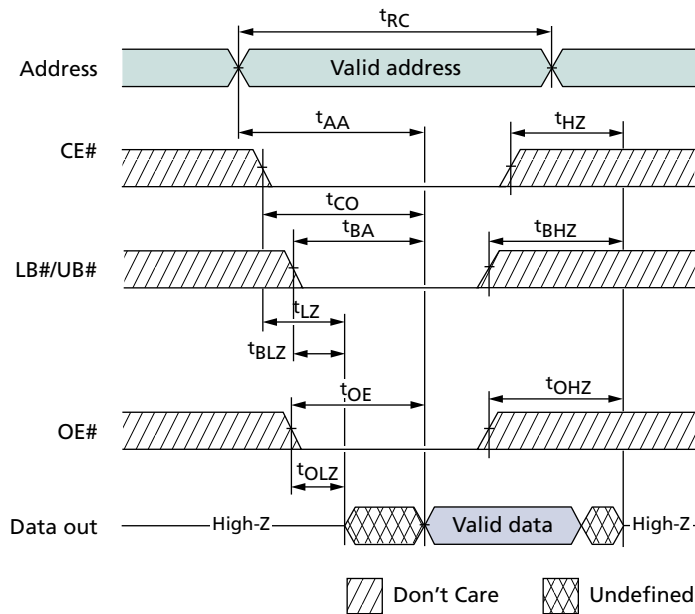 tRC
Address
Valid address
tAA
tHZ
CE#
tCO
tBA
tBHZ
LB#/UB#
tLZ
tBLZ
tOE
tOHZ
OE#
tOLZ
Data out
High-Z
Valid data
High-Z
Don't Care
Undefined